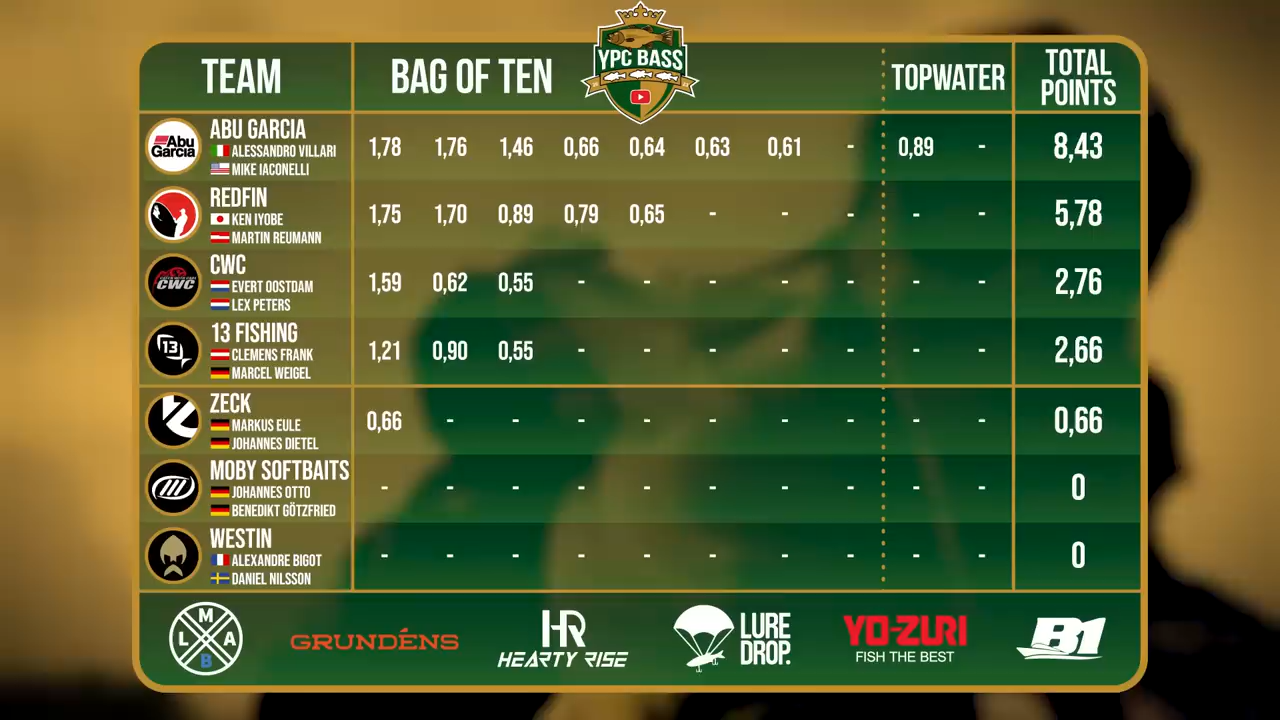 YPC BASS
TEAM BAG OF TEN TOPWATER TOTAL POINTS
Abu Garcia
ABU GARCIA
ALESSANDRO VILLARI
MIKE IACONELLI
1,78 1,76 1,46 0,66 0,64 0,63 0,61 - 0,89 - 8,43
REDFIN
KEN IYOBE
MARTIN REUMANN
1,75 1,70 0,89 0,79 0,65 - - - - - 5,78
CWC
CWC
EVERT OOSTDAM
LEX PETERS
1,59 0,62 0,55 - - - - - - - 2,76
13
13 FISHING
CLEMENS FRANK
MARCEL WEIGEL
1,21 0,90 0,55 - - - - - - - 2,66
ZECK
MARKUS EULE
JOHANNES DIETEL
0,66 - - - - - - - - - 0,66
MOBY SOFTBAITS
JOHANNES OTTO
BENEDIKT GÖTZFRIED
- - - - - - - - - - 0
WESTIN
ALEXANDRE BIGOT
DANIEL NILSSON
- - - - - - - - - - 0
M
L A
B
GRUNDÉNS
HR
HEARTY RISE
LURE
DROP.
YO-ZURI
FISH THE BEST
B1